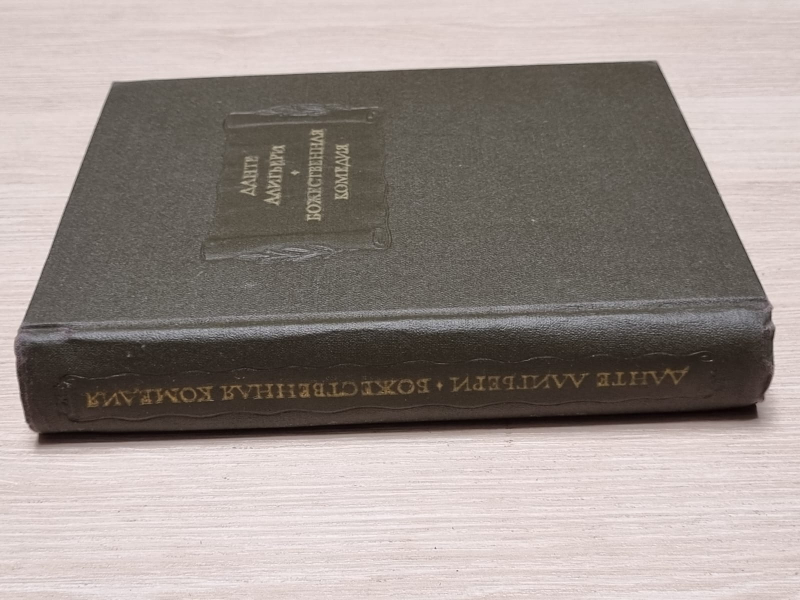 ДАНТЕ
АЛИГЬЕРИ
БОЖЕСТВЕННАЯ
КОМЕДИЯ
ДАНТЕ АЛИГЬЕРИ • БОЖЕСТВЕННАЯ КОМЕДИЯ